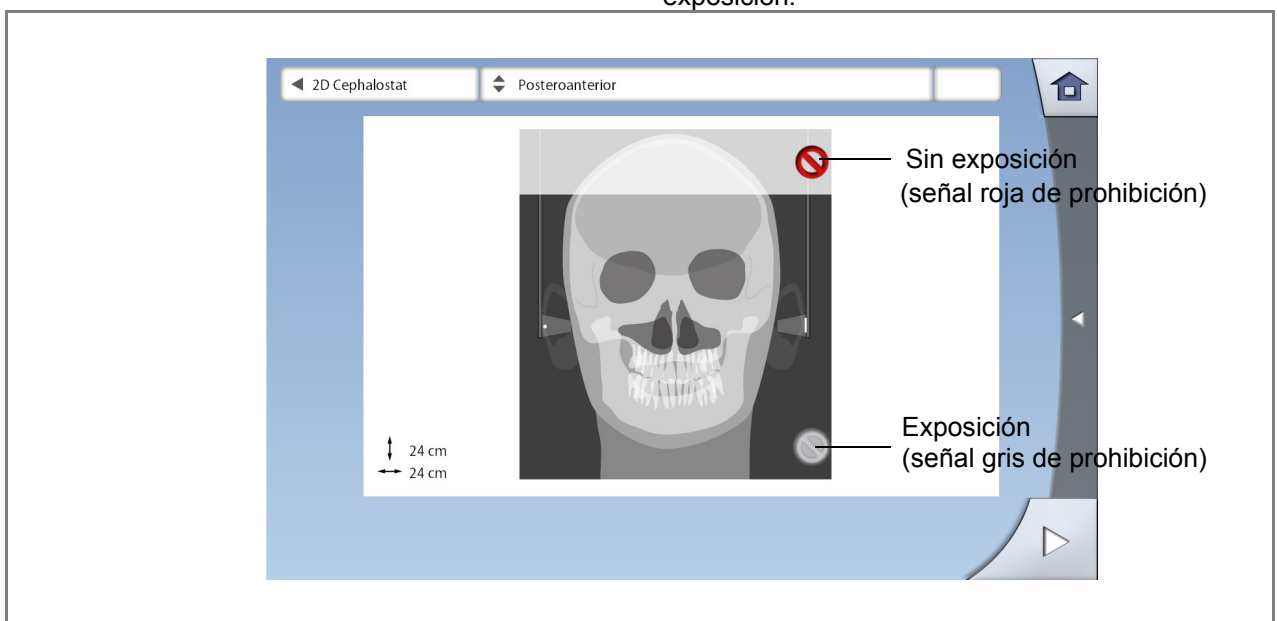 exposición.
2D Cephalostat
Posteroanterior
Sin exposición
(señal roja de prohibición)
Exposición
(señal gris de prohibición)
24 cm
24 cm